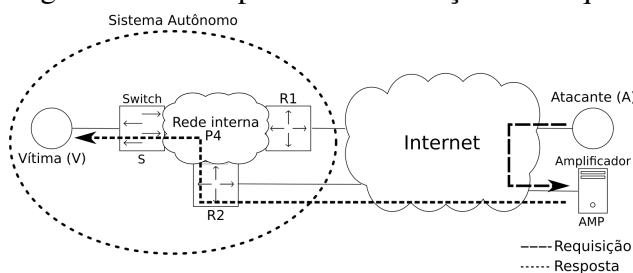 Sistema Autônomo
Switch
R1
Rede interna
P4
Vítima (V)
S
R2
Internet
Atacante (A)
Amplificador
AMP
Requisição
Resposta